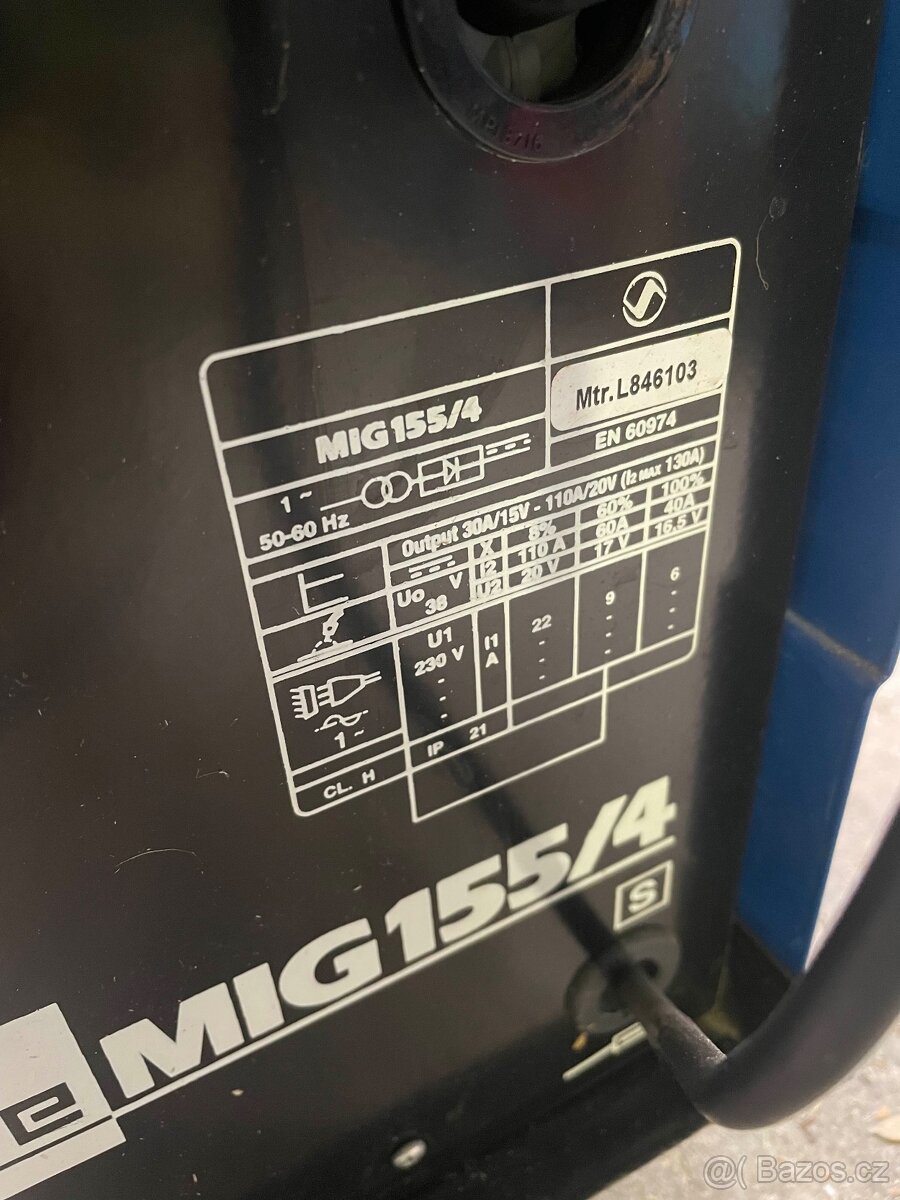 MIG155/4
Mtr.L846103
EN 60974
1~
50-60 Hz
Output 30A/15V - 110A/20V (I2 MAX 130A)
X 8% 60% 100%
I2 110 A 60A 40A
Uo 38 V U2 20 V 17 V 16.5 V
U1 230 V I1 A 22 9 6
- - - -
- - - -
- - - -
1~
CL. H IP 21
MIG155/4
S
e
@( Bazos.cz